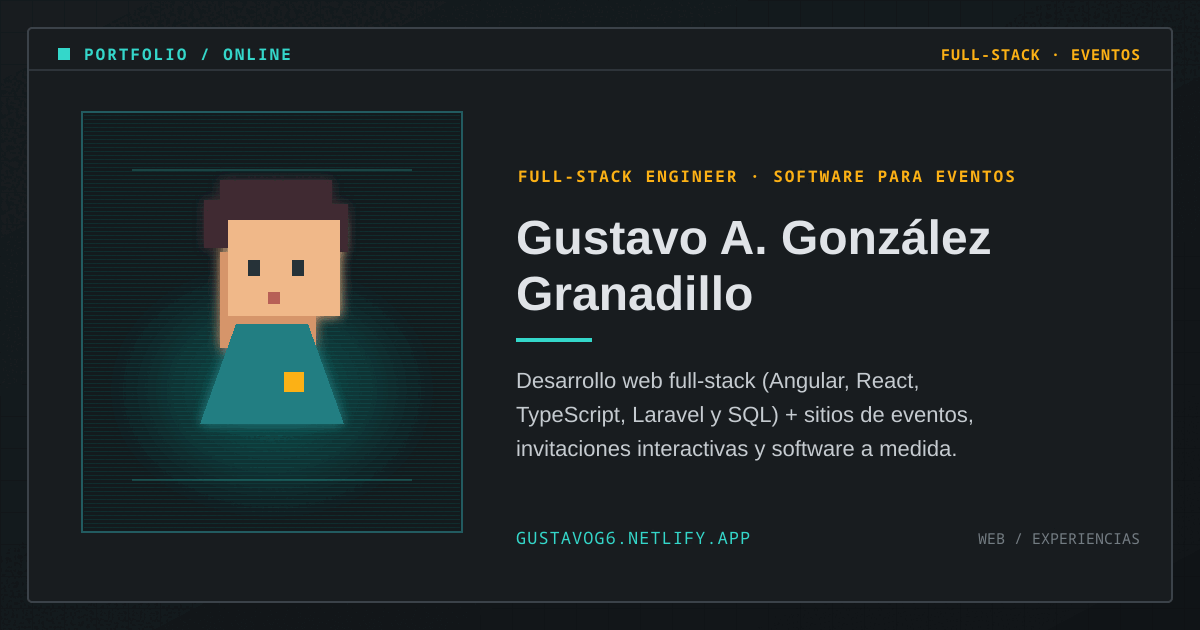 PORTFOLIO / ONLINE
FULL-STACK · EVENTOS
FULL-STACK ENGINEER · SOFTWARE PARA EVENTOS
Gustavo A. González
Granadillo
Desarrollo web full-stack (Angular, React,
TypeScript, Laravel y SQL) + sitios de eventos,
invitaciones interactivas y software a medida.
GUSTAVOG6.NETLIFY.APP
WEB / EXPERIENCIAS